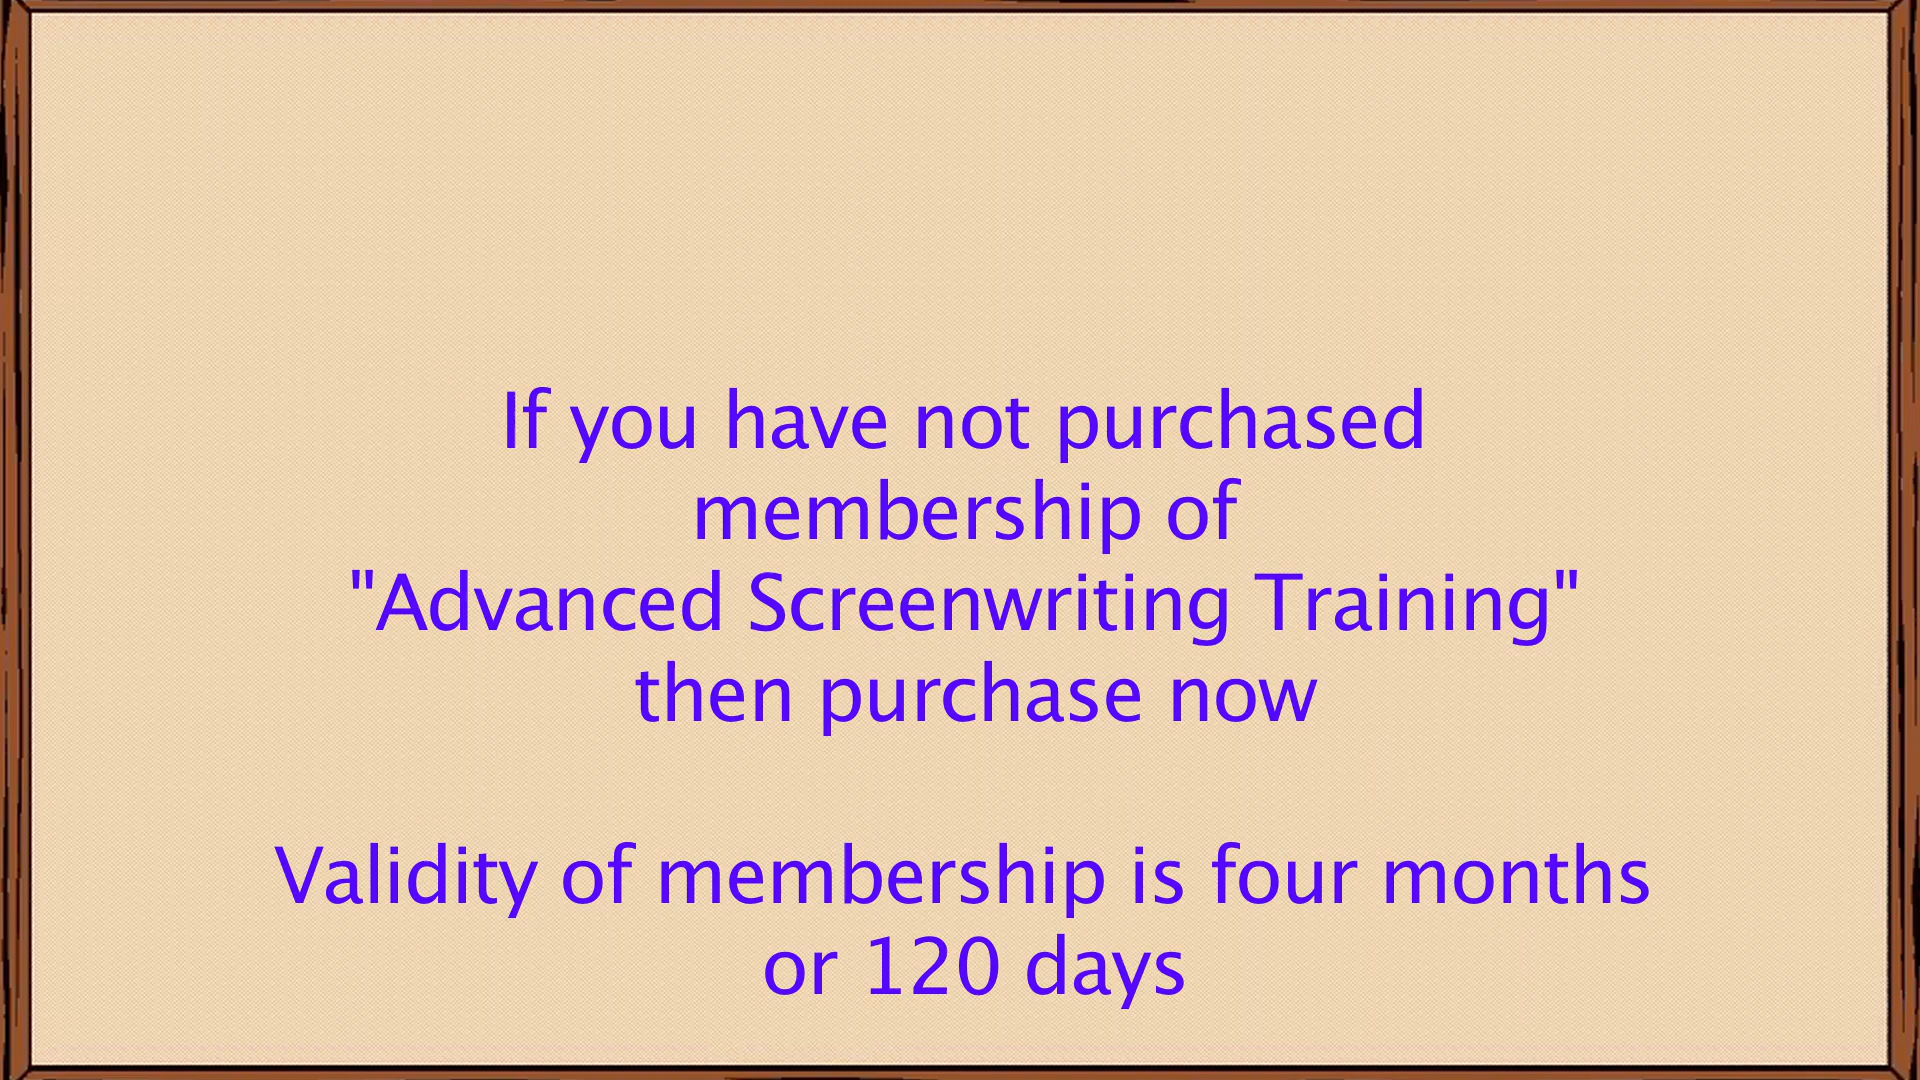 If you have not purchased
membership of
"Advanced Screenwriting Training"
then purchase now
Validity of membership is four months
or 120 days